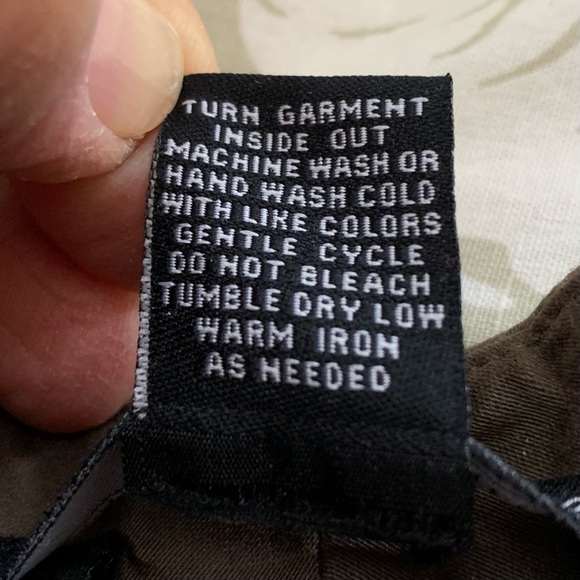 TURN GARMENT
INSIDE OUT
MACHINE WASH OR
HAND WASH COLD
WITH LIKE COLORS
GENTLE CYCLE
DO NOT BLEACH
TUMBLE DRY LOW
WARM IRON
AS NEEDED